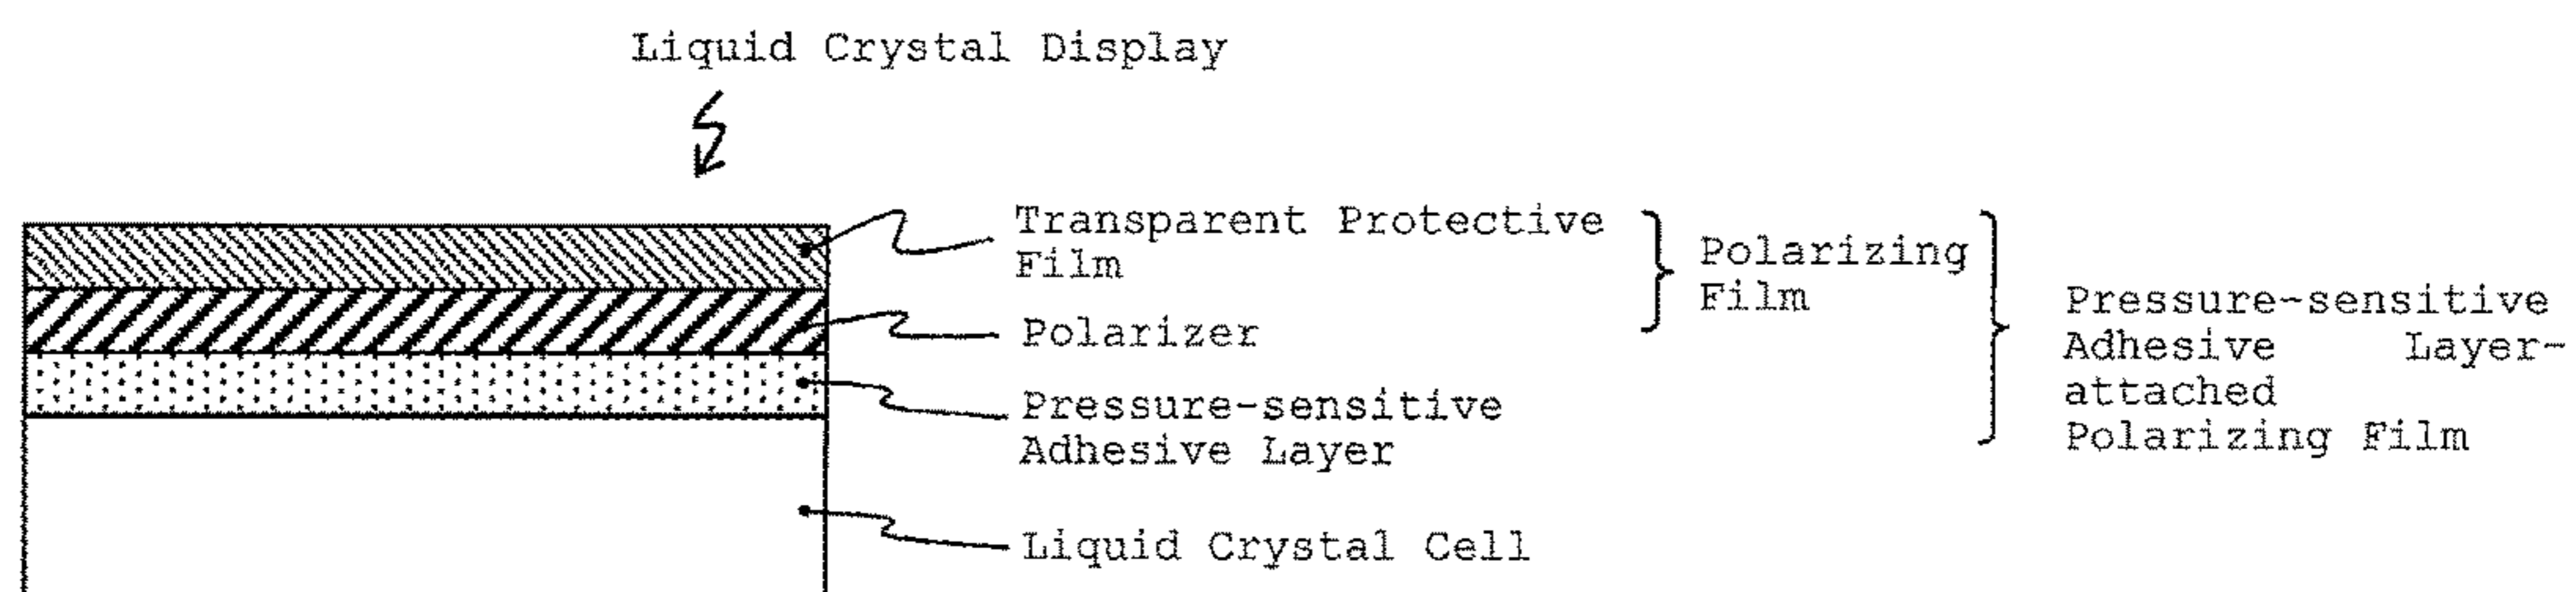 Liquid Crystal Display
Transparent Protective
Film
Polarizer
Pressure-sensitive
Adhesive Layer
Liquid Crystal Cell
Polarizing
Film
Pressure-sensitive
Adhesive Layer-
attached
Polarizing Film